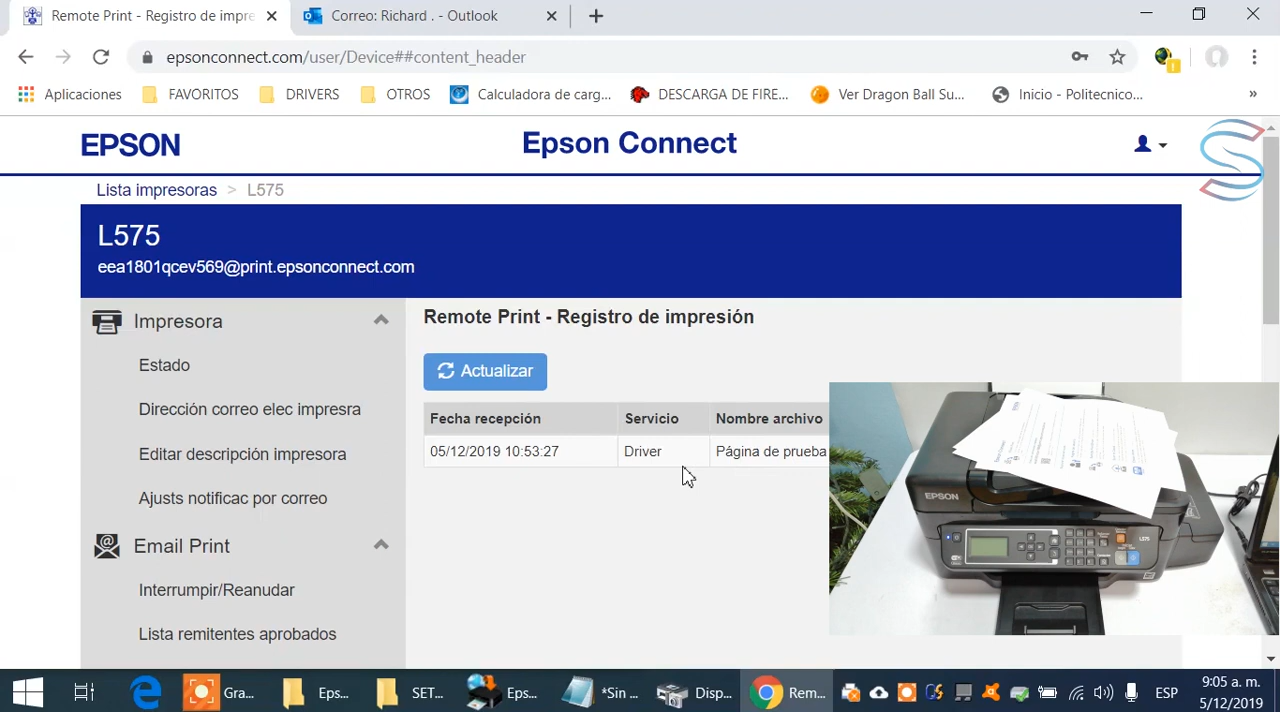 Remote Print - Registro de impre
Correo: Richard . - Outlook
epsonconnect.com/user/Device##content_header
Aplicaciones
FAVORITOS
DRIVERS
OTROS
Calculadora de carg...
DESCARGA DE FIRE...
Ver Dragon Ball Su...
Inicio - Politecnico...
»
EPSON
Epson Connect
Lista impresoras > L575
L575
eea1801qcev569@print.epsonconnect.com
Impresora
Estado
Dirección correo elec impresra
Editar descripción impresora
Ajusts notificac por correo
Email Print
Interrumpir/Reanudar
Lista remitentes aprobados
Remote Print - Registro de impresión
Actualizar
Fecha recepción Servicio Nombre archivo
05/12/2019 10:53:27 Driver Página de prueba
EPSON
L575
Gra...
Eps...
SET...
Eps...
*Sin ...
Disp...
Rem...
ESP
9:05 a. m.
5/12/2019